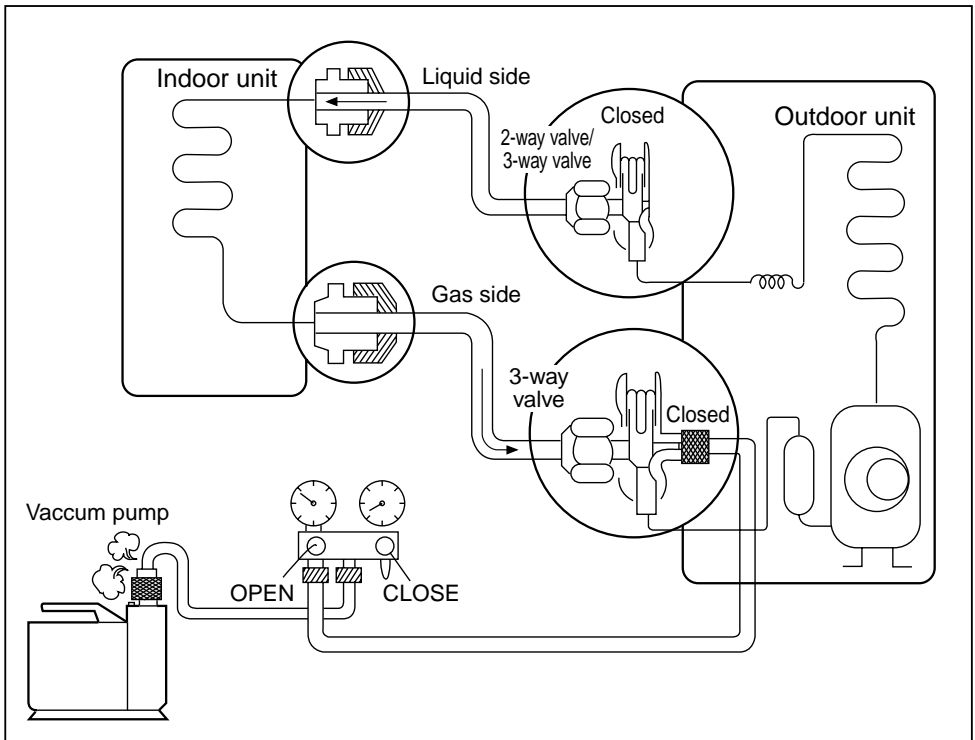 Indoor unit
Liquid side
Closed
2-way valve/
3-way valve
Outdoor unit
Gas side
3-way
valve
Closed
Vaccum pump
OPEN
CLOSE